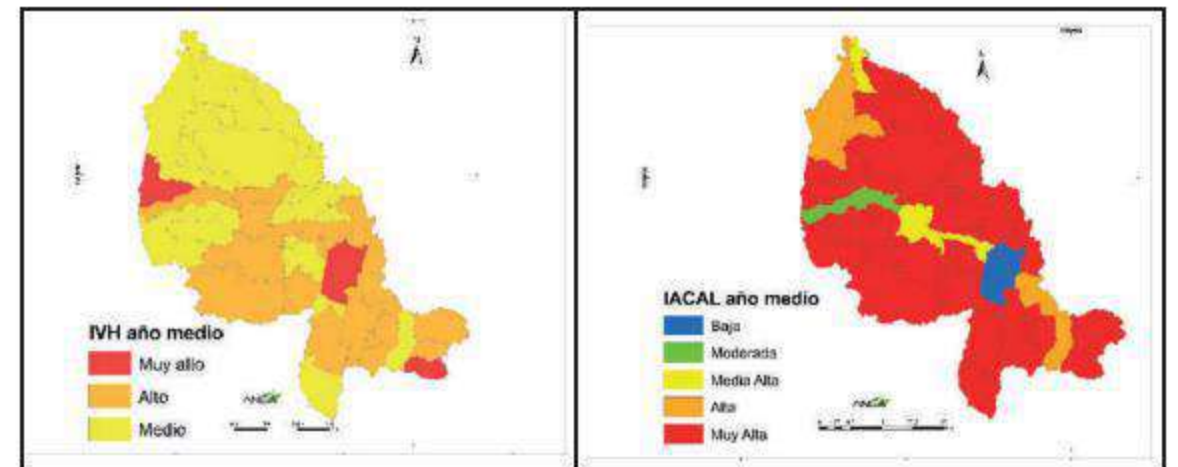 IVH año medio
Muy alto
Alto
Medio
IACAL año medio
Baja
Moderada
Media Alta
Alta
Muy Alta